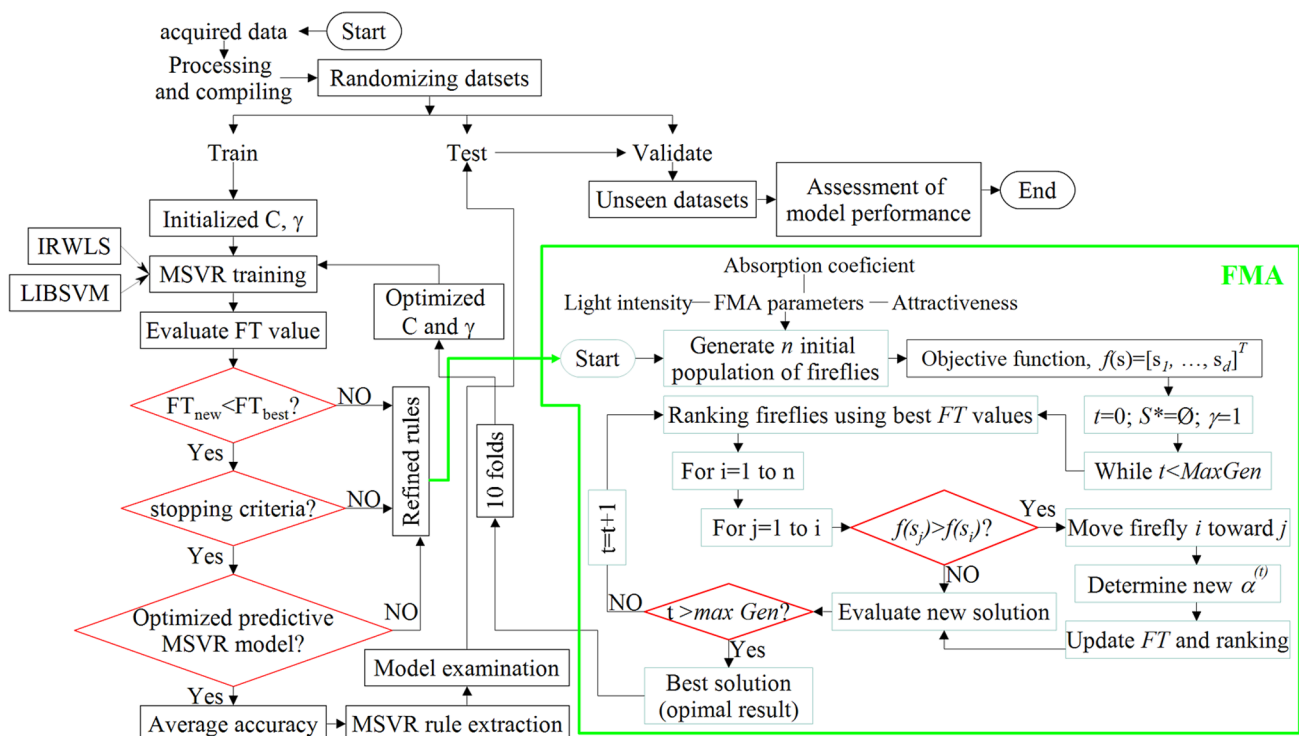 acquired data
Start
Processing
and compiling
Randomizing datsets
Train
Test
Validate
Unseen datasets
Assessment of
model performance
End
Initialized C, γ
IRWLS
LIBSVM
MSVR training
Optimized
C and γ
Evaluate FT value
FTnew<FTbest?
NO
Yes
stopping criteria?
NO
Yes
Optimized predictive
MSVR model?
NO
Yes
Average accuracy
MSVR rule extraction
Model examination
Refined rules
10 folds
FMA
Absorption coeficient
Light intensity
FMA parameters
Attractiveness
Start
Generate n initial
population of fireflies
Objective function, f(s)=[s1, …, sd]^T
t=0; S*=Ø; γ=1
While t<MaxGen
Ranking fireflies using best FT values
For i=1 to n
For j=1 to i
f(sj)>f(si)?
Yes
Move firefly i toward j
Determine new α^(t)
Update FT and ranking
NO
Evaluate new solution
t >max Gen?
NO
t=t+1
Yes
Best solution
(opimal result)